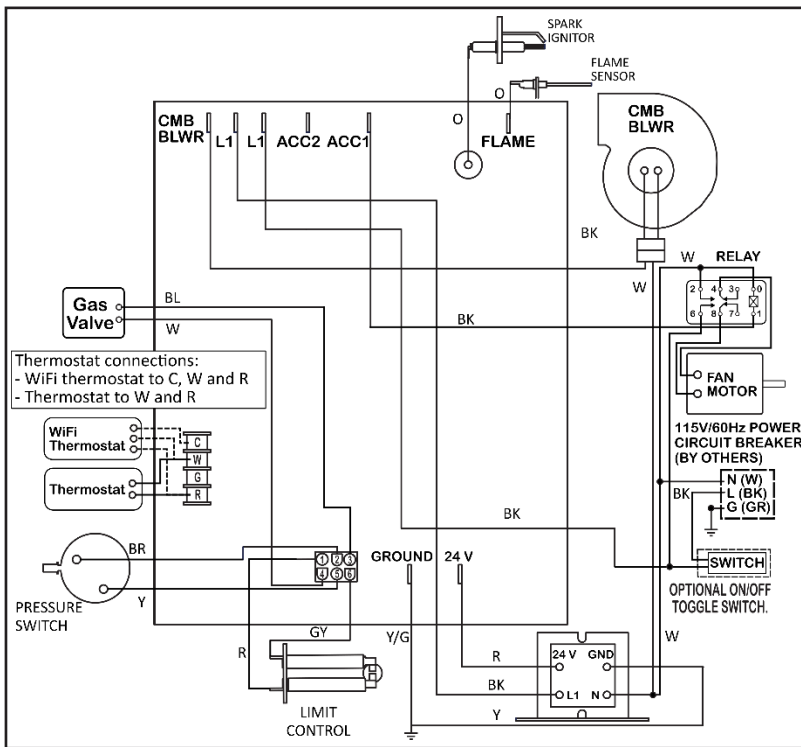 SPARK
IGNITOR
FLAME
SENSOR
O
O
CMB
BLWR
L1
L1
ACC2
ACC1
FLAME
CMB
BLWR
BK
W
W
RELAY
2 4 3 0
6 8 7 1
BL
Gas
Valve
W
BK
FAN
MOTOR
Thermostat connections:
- WiFi thermostat to C, W and R
- Thermostat to W and R
115V/60Hz POWER
CIRCUIT BREAKER
(BY OTHERS)
WiFi
Thermostat
C
W
G
R
Thermostat
N (W)
BK
L (BK)
G (GR)
BK
BR
1 2 3
4 5 6
GROUND
24 V
SWITCH
OPTIONAL ON/OFF
TOGGLE SWITCH.
Y
PRESSURE
SWITCH
GY
R
Y/G
W
R
24 V
GND
BK
L1
N
Y
LIMIT
CONTROL